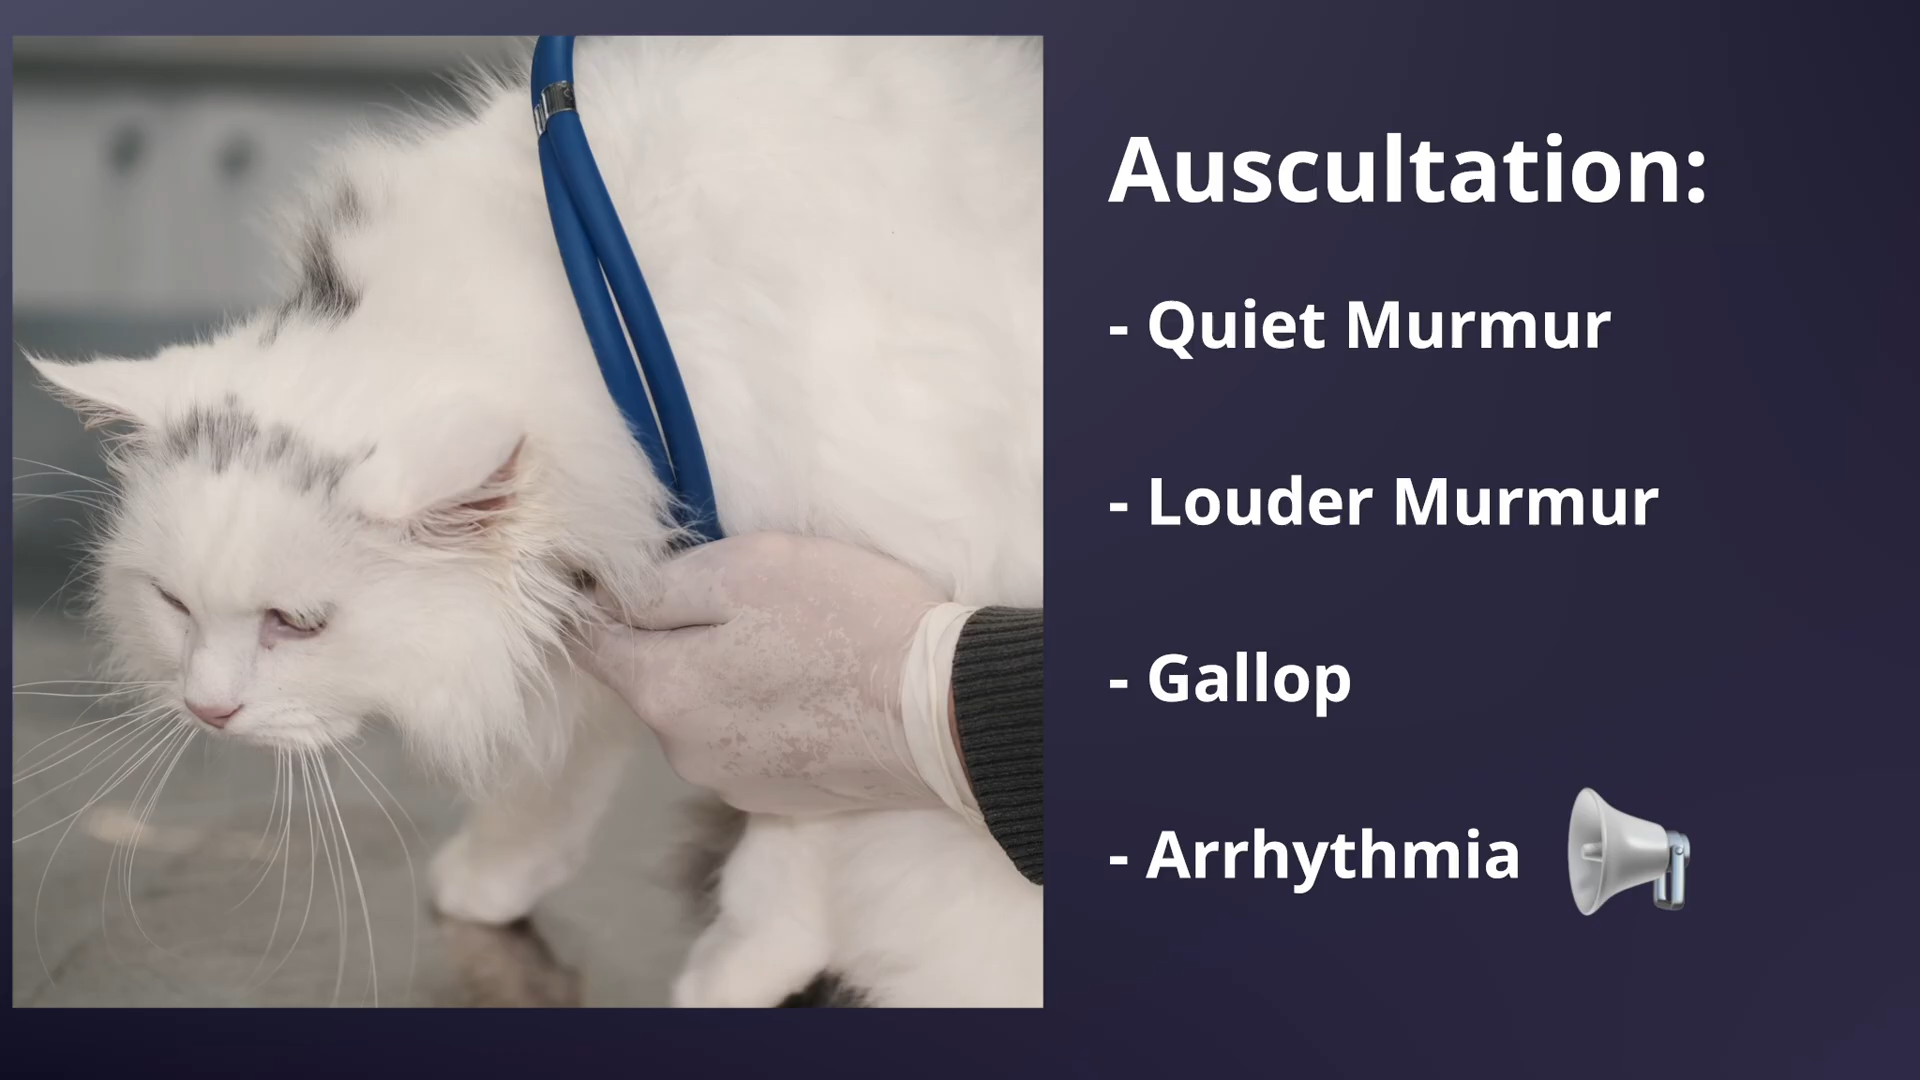 Auscultation:
- Quiet Murmur
- Louder Murmur
- Gallop
- Arrhythmia